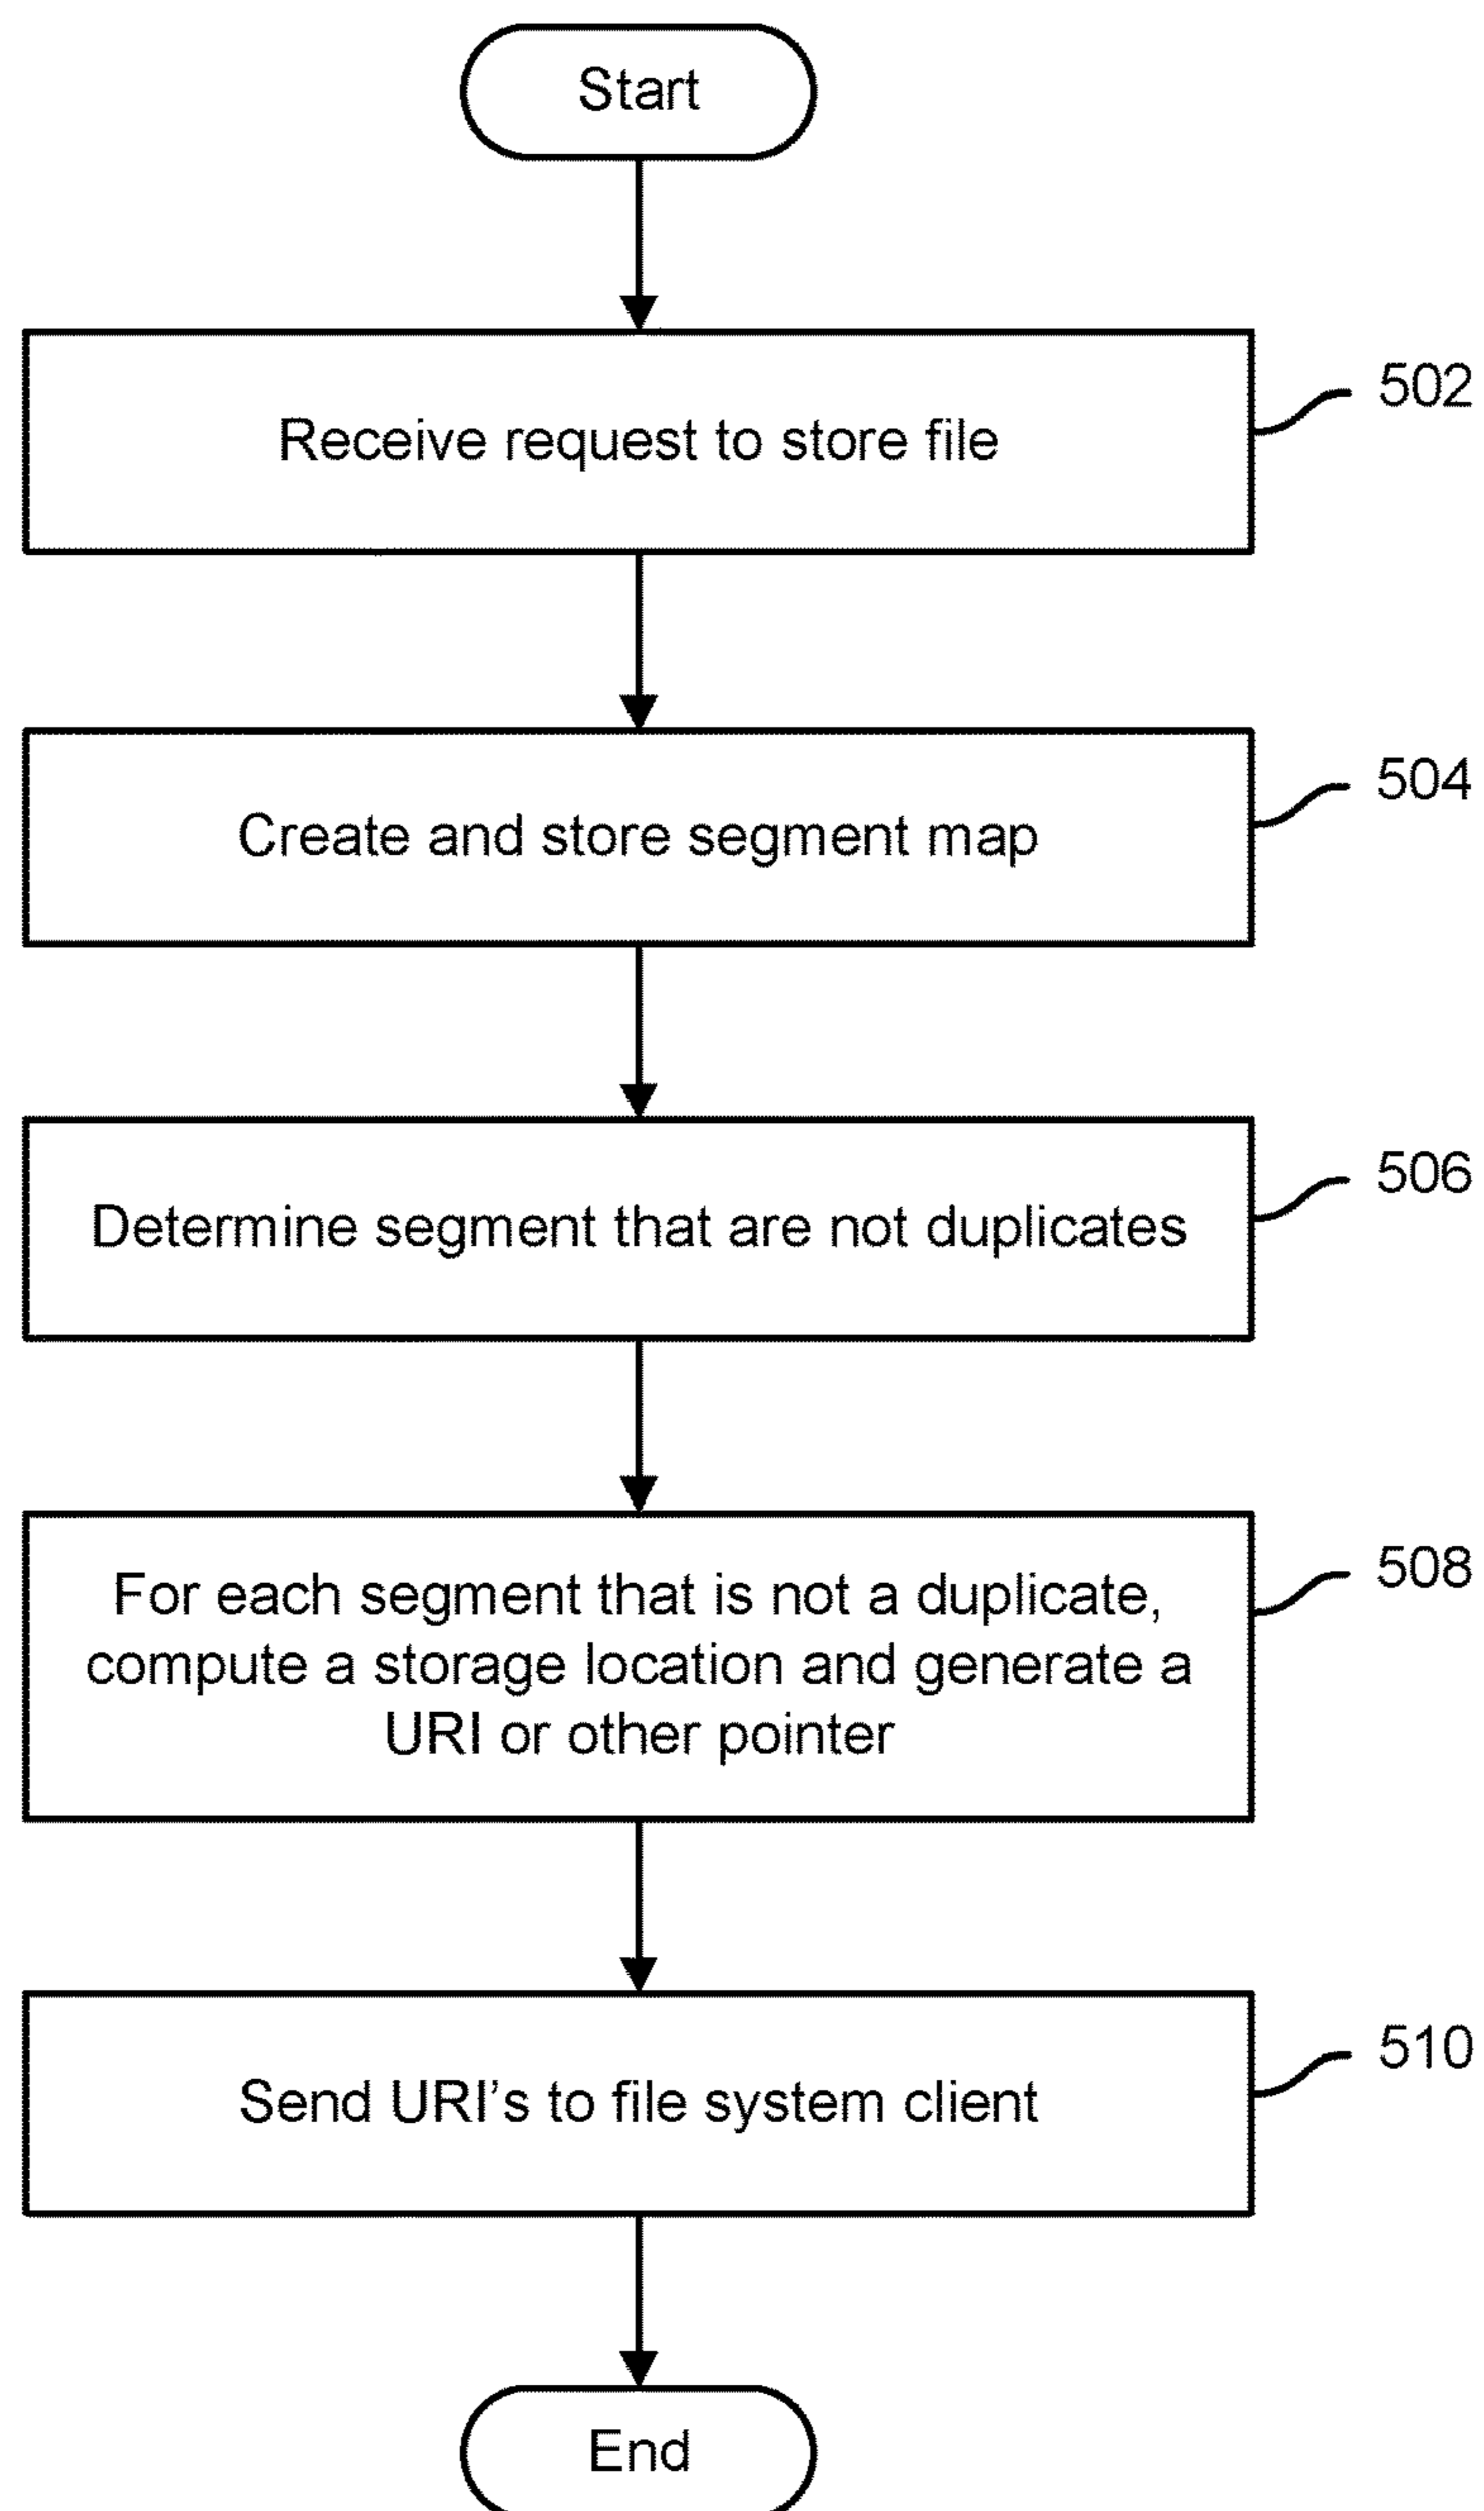 Start
Receive request to store file
502
Create and store segment map
504
Determine segment that are not duplicates
506
For each segment that is not a duplicate,
compute a storage location and generate a
URI or other pointer
508
Send URI’s to file system client
510
End